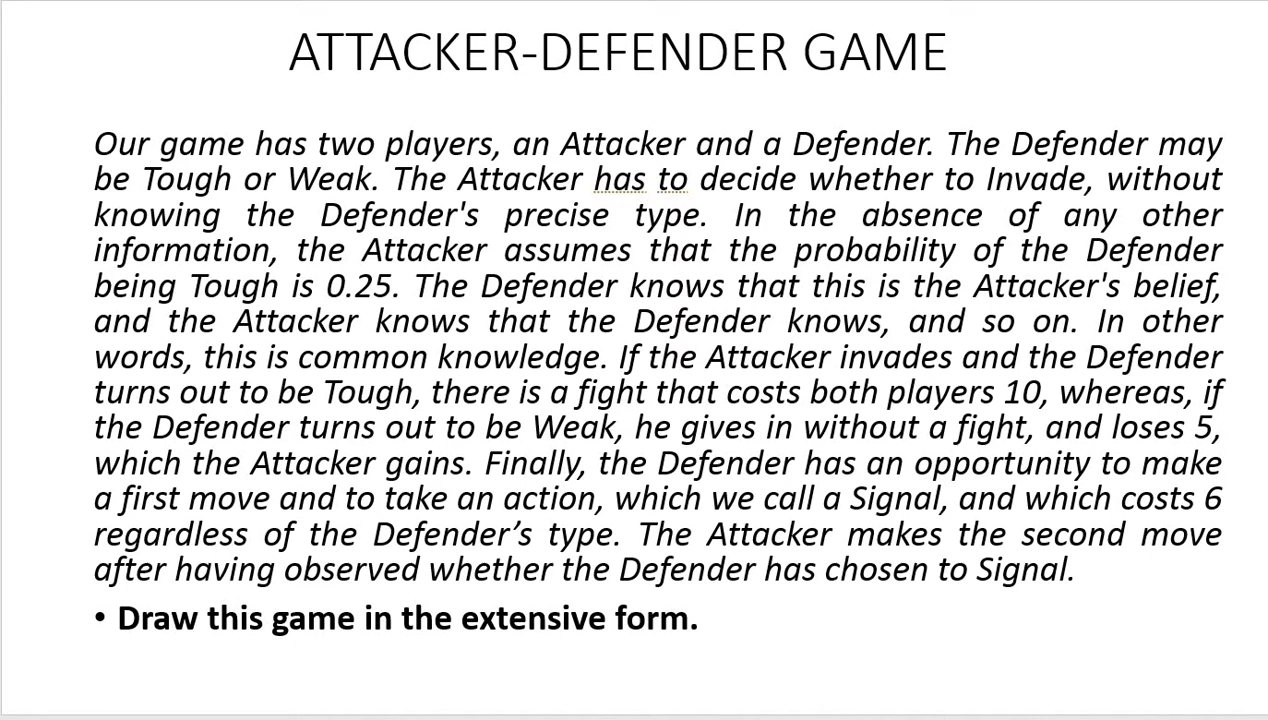 ATTACKER-DEFENDER GAME
Our game has two players, an Attacker and a Defender. The Defender may
be Tough or Weak. The Attacker has to decide whether to Invade, without
knowing the Defender's precise type. In the absence of any other
information, the Attacker assumes that the probability of the Defender
being Tough is 0.25. The Defender knows that this is the Attacker's belief,
and the Attacker knows that the Defender knows, and so on. In other
words, this is common knowledge. If the Attacker invades and the Defender
turns out to be Tough, there is a fight that costs both players 10, whereas, if
the Defender turns out to be Weak, he gives in without a fight, and loses 5,
which the Attacker gains. Finally, the Defender has an opportunity to make
a first move and to take an action, which we call a Signal, and which costs 6
regardless of the Defender’s type. The Attacker makes the second move
after having observed whether the Defender has chosen to Signal.
• Draw this game in the extensive form.